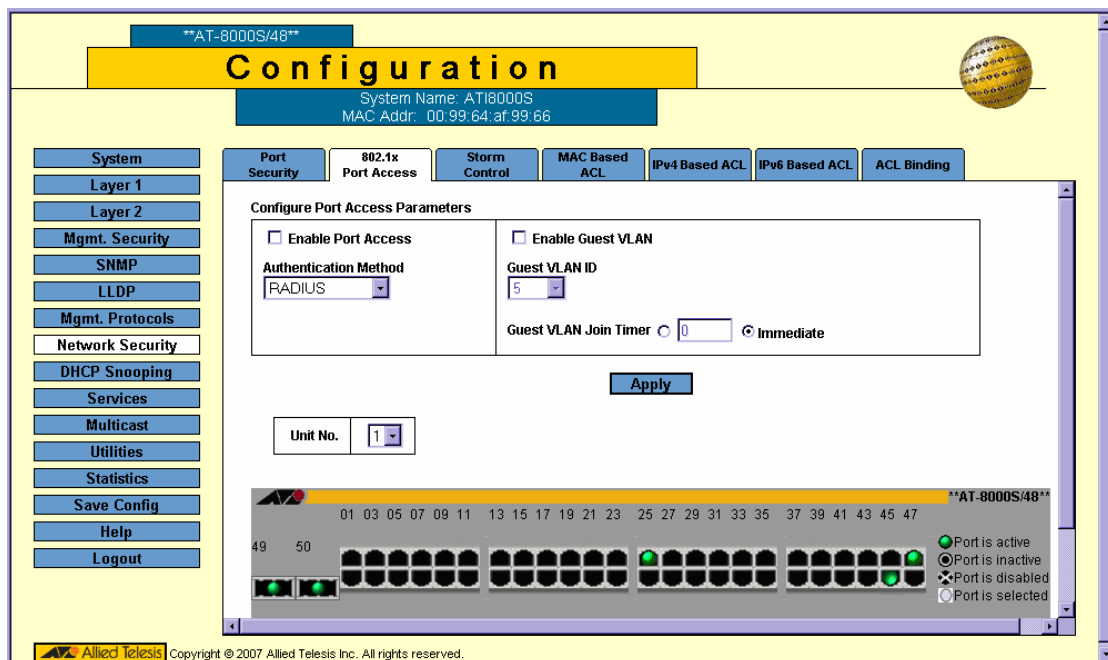 **AT-8000S/48**
Configuration
System Name: ATI8000S
MAC Addr: 00:99:64:af:99:66
System
Layer 1
Layer 2
Mgmt. Security
SNMP
LLDP
Mgmt. Protocols
Network Security
DHCP Snooping
Services
Multicast
Utilities
Statistics
Save Config
Help
Logout
Port Security
802.1x Port Access
Storm Control
MAC Based ACL
IPv4 Based ACL
IPv6 Based ACL
ACL Binding
Configure Port Access Parameters
Enable Port Access
Authentication Method
RADIUS
Enable Guest VLAN
Guest VLAN ID
5
Guest VLAN Join Timer 0 Immediate
Apply
Unit No. 1
**AT-8000S/48**
01 03 05 07 09 11 13 15 17 19 21 23 25 27 29 31 33 35 37 39 41 43 45 47
49 50
Port is active
Port is inactive
Port is disabled
Port is selected
Allied Telesis Copyright © 2007 Allied Telesis Inc. All rights reserved.